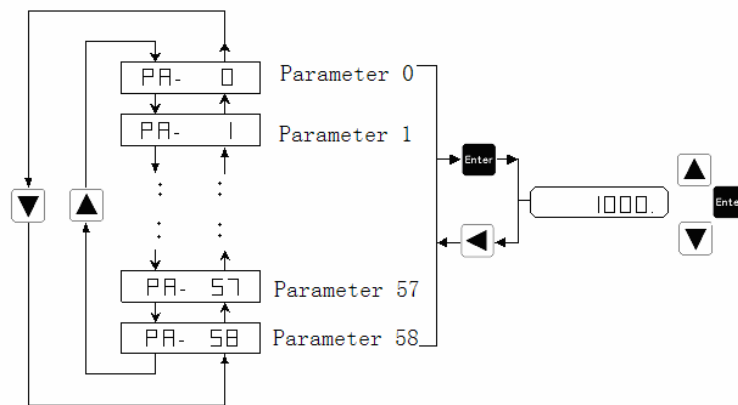 PA- 0 Parameter 0
PA- 1 Parameter 1
Enter
1000.
Enter
PA- 57 Parameter 57
PA- 58 Parameter 58